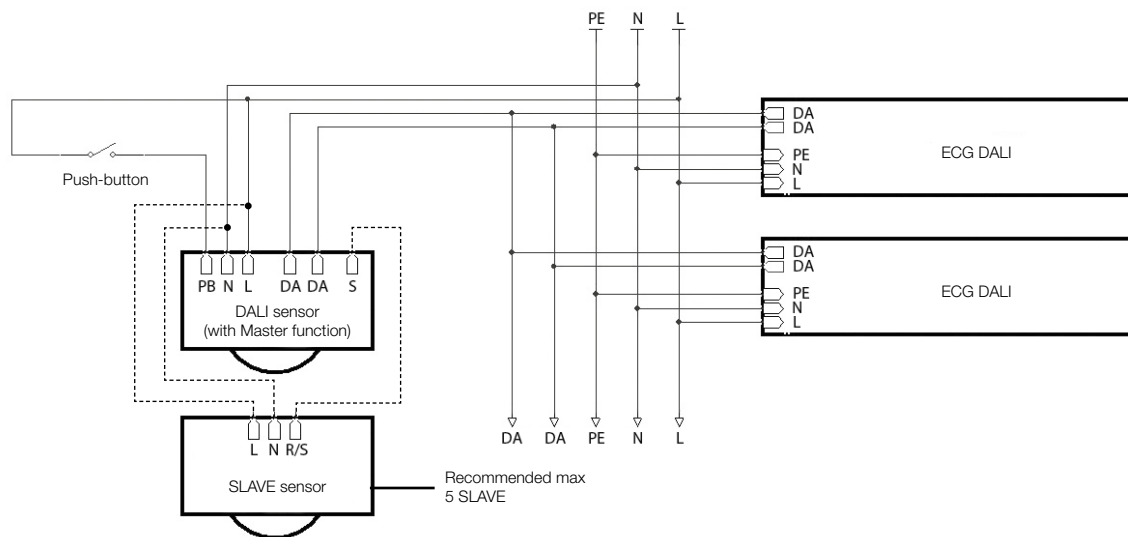 PE N L
DA
DA
ECG DALI
PE
N
L
Push-button
PB N L DA DA S
DALI sensor
(with Master function)
DA
DA
ECG DALI
PE
N
L
DA DA PE N L
L N R/S
SLAVE sensor
Recommended max
5 SLAVE